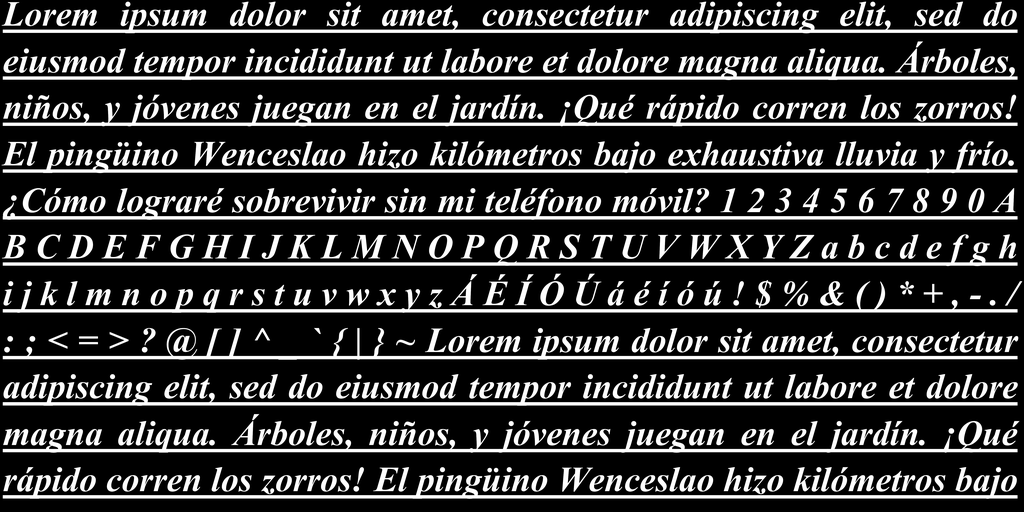 Lorem ipsum dolor sit amet, consectetur adipiscing elit, sed do
eiusmod tempor incididunt ut labore et dolore magna aliqua. Árboles,
niños, y jóvenes juegan en el jardín. ¡Qué rápido corren los zorros!
El pingüino Wenceslao hizo kilómetros bajo exhaustiva lluvia y frío.
¿Cómo lograré sobrevivir sin mi teléfono móvil? 1 2 3 4 5 6 7 8 9 0 A
B C D E F G H I J K L M N O P Q R S T U V W X Y Z a b c d e f g h
i j k l m n o p q r s t u v w x y z Á É Í Ó Ú á é í ó ú ! $ % & ( ) * + , - . /
: ; < = > ? @ [ ] ^ _ ` { | } ~ Lorem ipsum dolor sit amet, consectetur
adipiscing elit, sed do eiusmod tempor incididunt ut labore et dolore
magna aliqua. Árboles, niños, y jóvenes juegan en el jardín. ¡Qué
rápido corren los zorros! El pingüino Wenceslao hizo kilómetros bajo